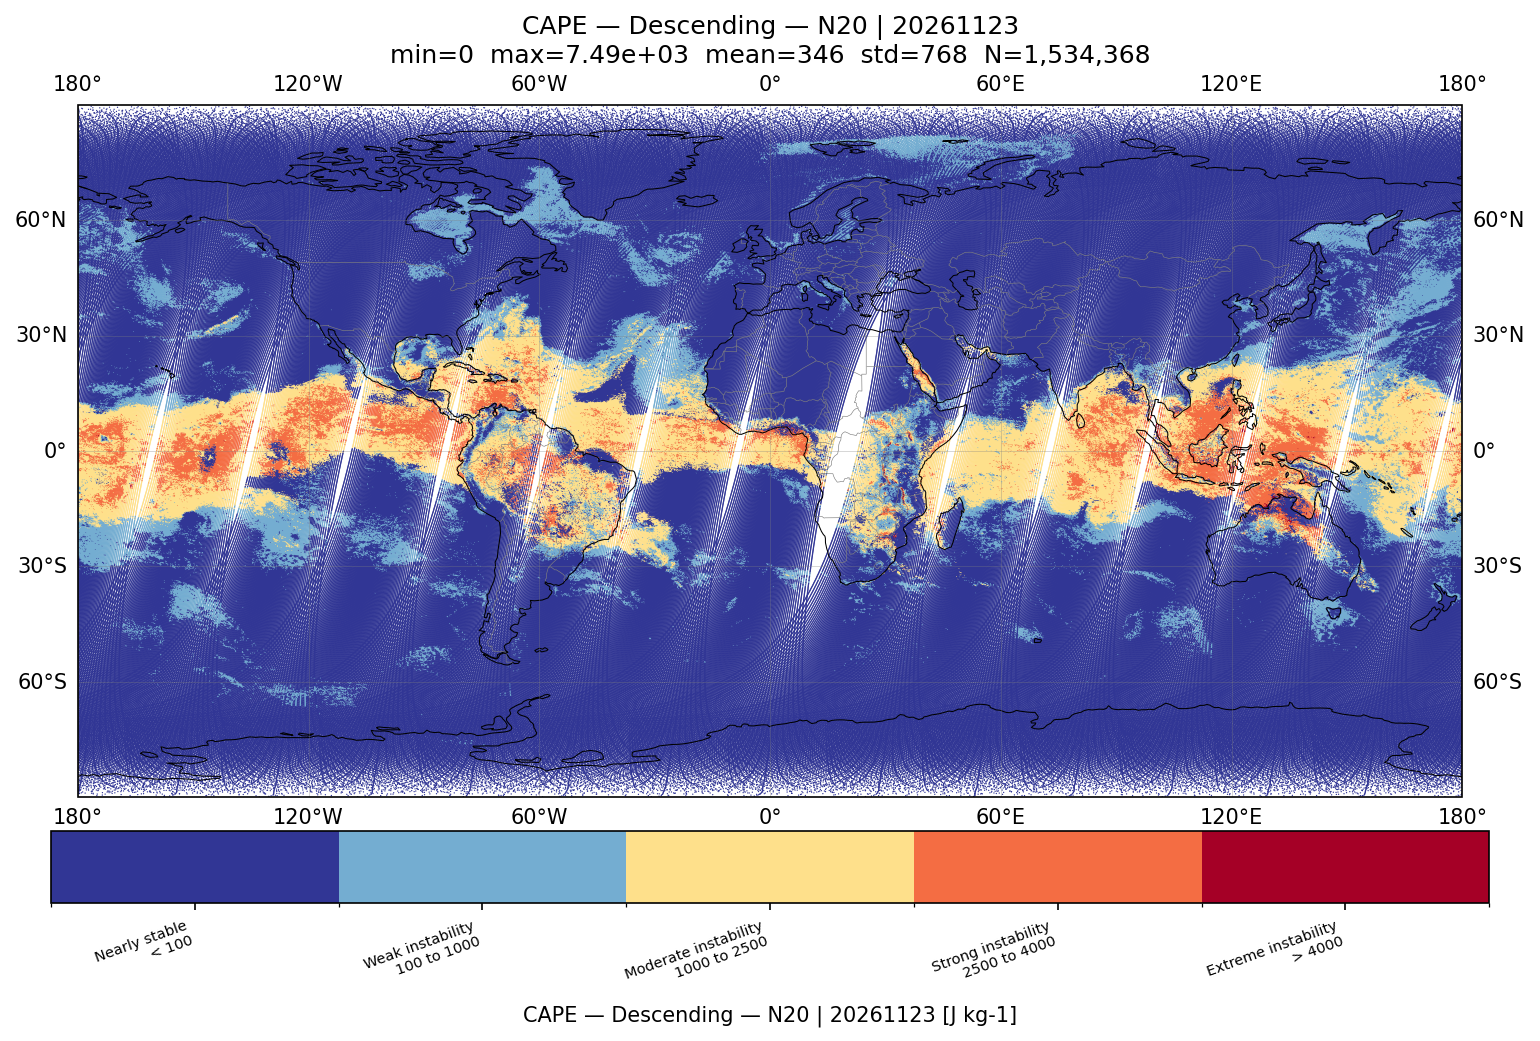 CAPE — Descending — N20 | 20261123
min=0 max=7.49e+03 mean=346 std=768 N=1,534,368
180° 120°W 60°W 0° 60°E 120°E 180°
60°N 60°N
30°N 30°N
0° 0°
30°S 30°S
60°S 60°S
180° 120°W 60°W 0° 60°E 120°E 180°
Nearly stable
< 100
Weak instability
100 to 1000
Moderate instability
1000 to 2500
Strong instability
2500 to 4000
Extreme instability
> 4000
CAPE — Descending — N20 | 20261123 [J kg-1]